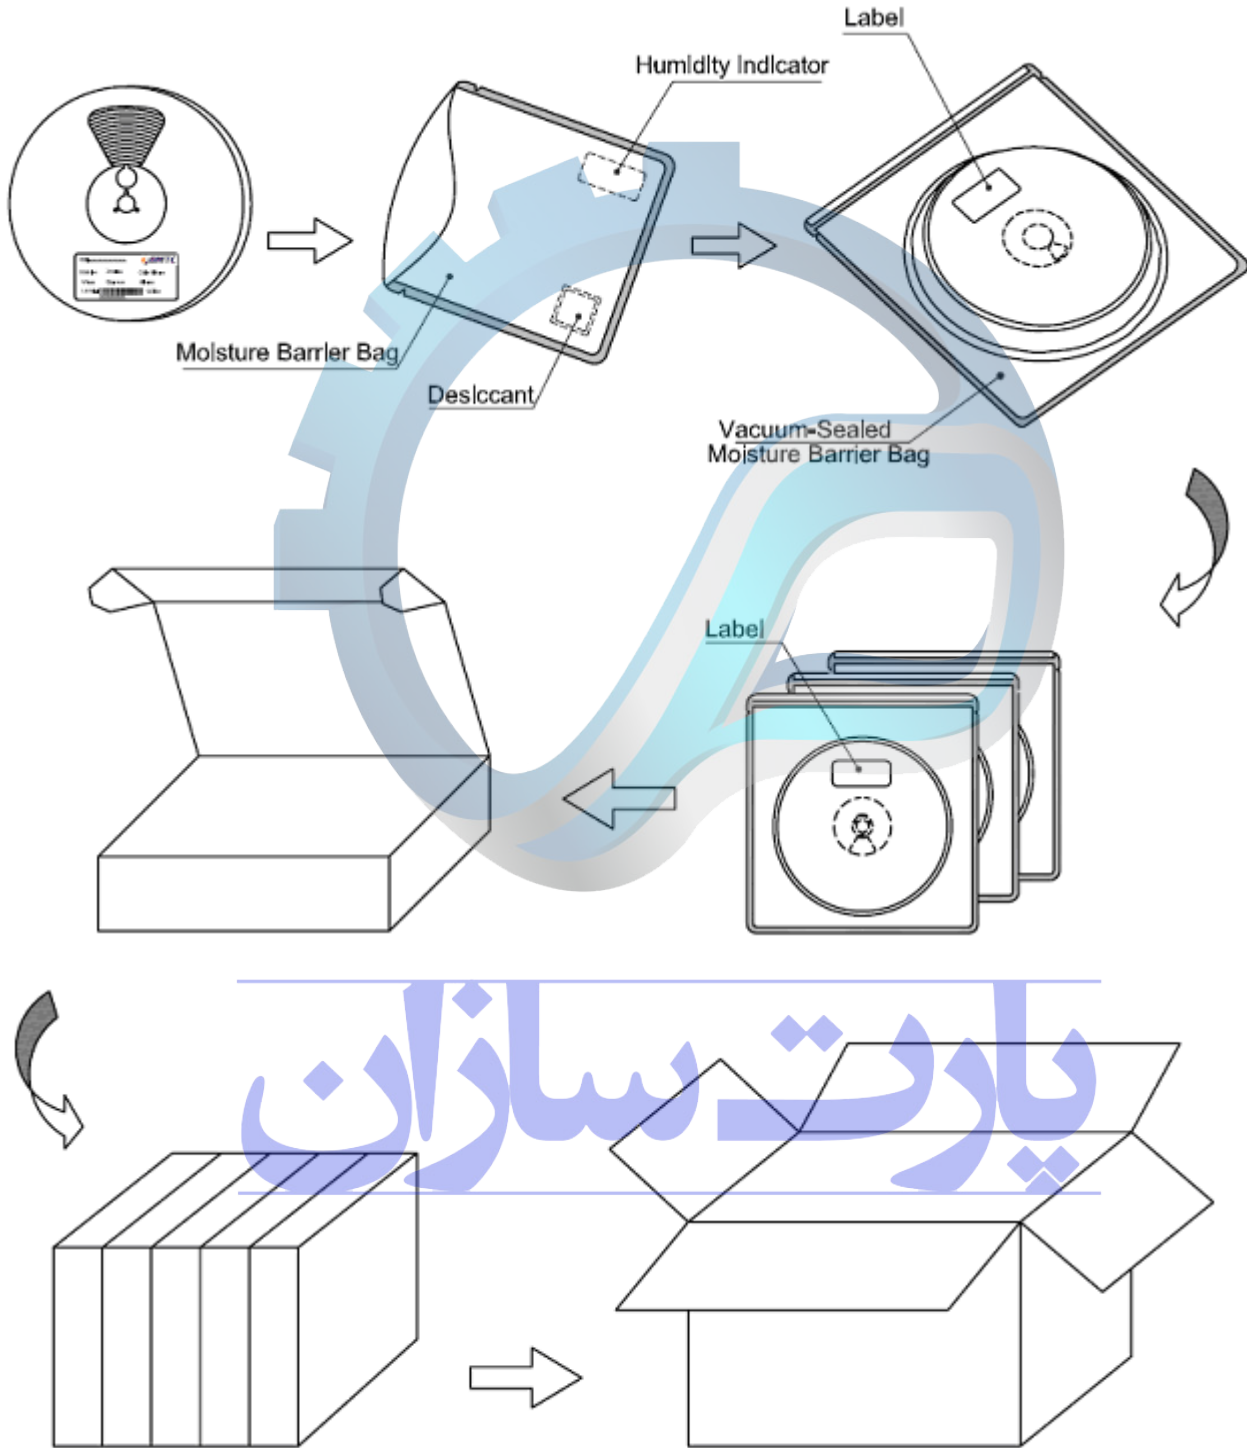 Label
Humidity Indicator
Moisture Barrier Bag
Desiccant
Vacuum-Sealed
Moisture Barrier Bag
Label
پارت سازان